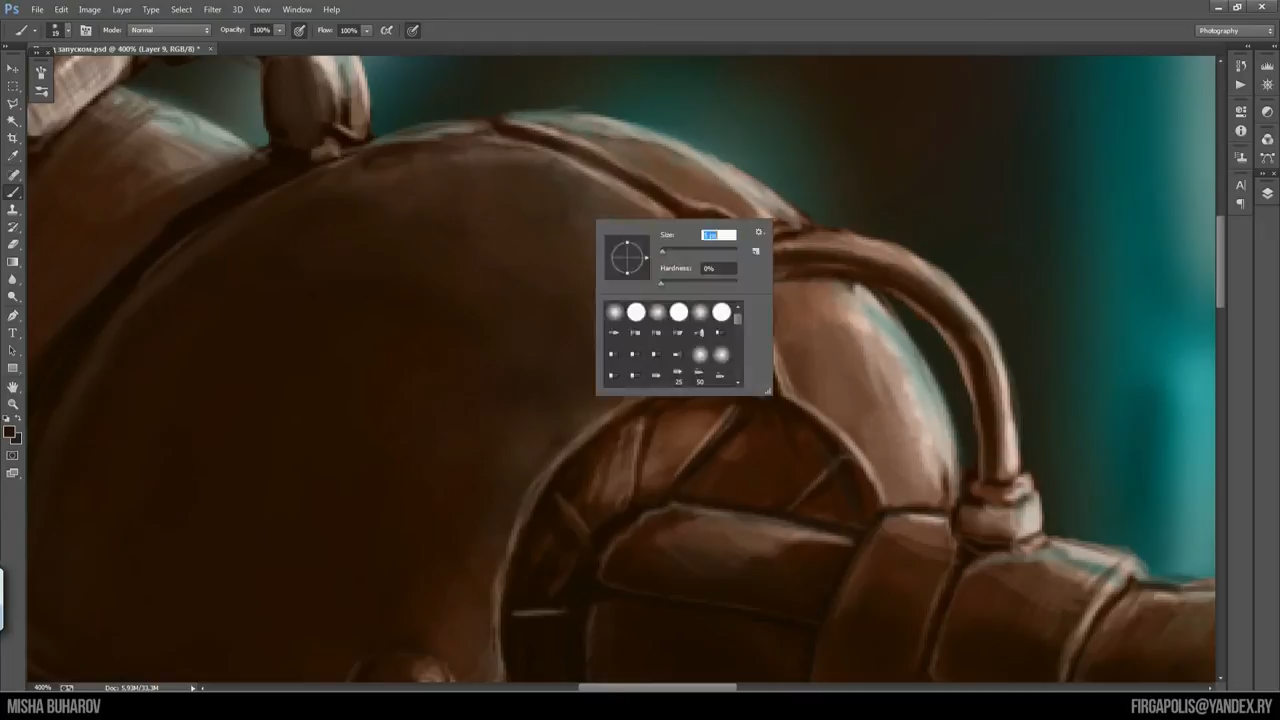 Ps File Edit Image Layer Type Select Filter 3D View Window Help
19 Mode: Normal Opacity: 100% Flow: 100% Photography
запуском.psd @ 400% (Layer 9, RGB/8) * ×
Size:
Hardness: 0%
25 50
400% Doc: 5,93M/33,3M
MISHA BUHAROV FIRGAPOLIS@YANDEX.RY